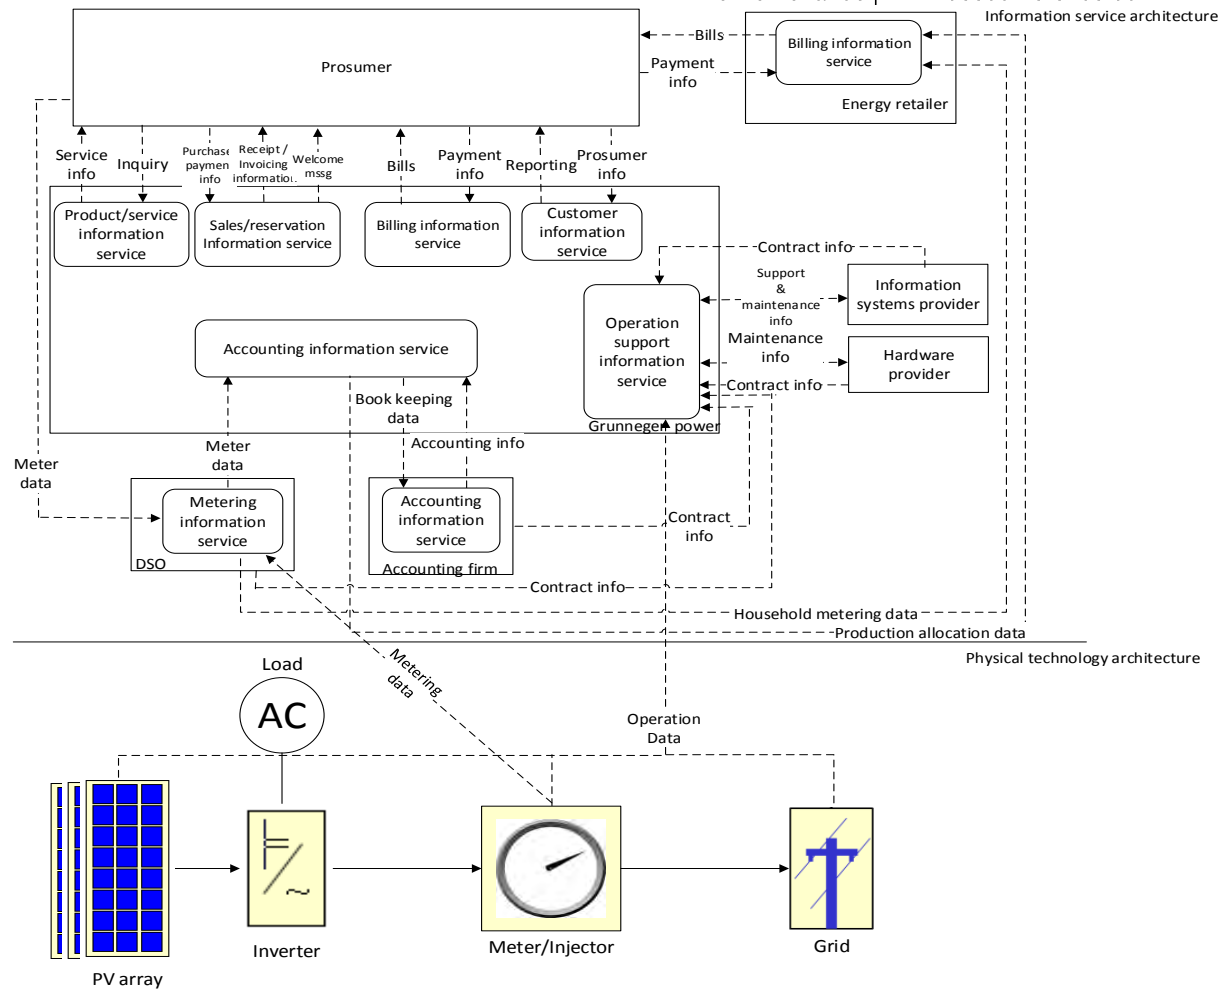 Information service architecture
Bills
Billing information
service
Prosumer
Payment
info
Energy retailer
Service
info
Inquiry
Purchase
payment
info
Receipt /
Invoicing
information
Welcome
mssg
Bills
Payment
info
Reporting
Prosumer
info
Product/service
information
service
Sales/reservation
Information service
Billing information
service
Customer
information
service
Contract info
Support
&
maintenance
info
Information
systems provider
Operation
support
information
service
Maintenance
info
Hardware
provider
Contract info
Accounting information service
Book keeping
data
Grunneger power
Accounting info
Meter
data
Meter
data
Metering
information
service
DSO
Accounting
information
service
Accounting firm
Contract
info
Contract info
Household metering data
Production allocation data
Physical technology architecture
Load
AC
Metering
data
Operation
Data
Inverter
Meter/Injector
Grid
PV array